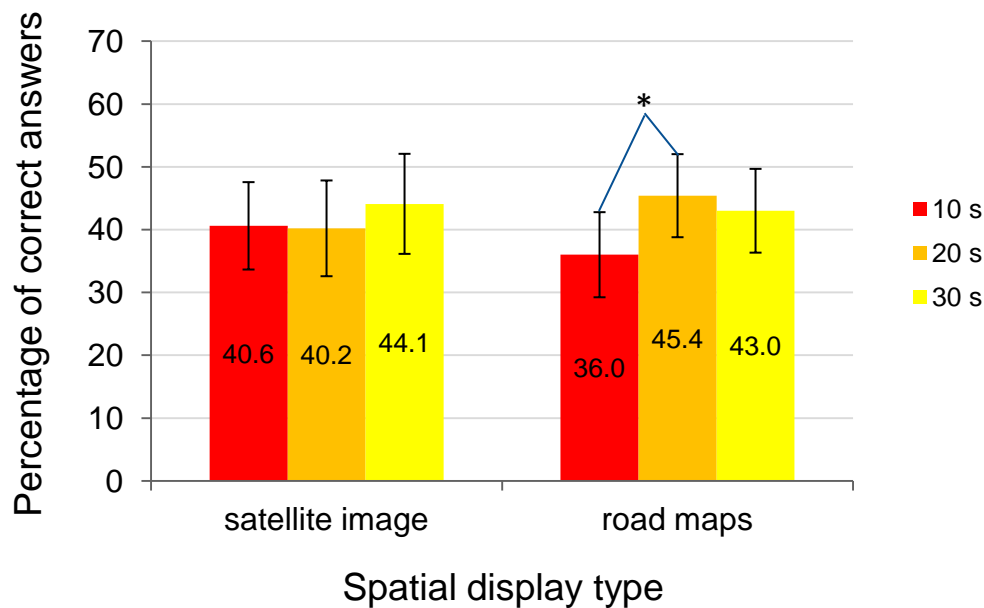 Percentage of correct answers
70
60
50
40
30
20
10
0
*
40.6
40.2
44.1
36.0
45.4
43.0
satellite image
road maps
Spatial display type
10 s
20 s
30 s